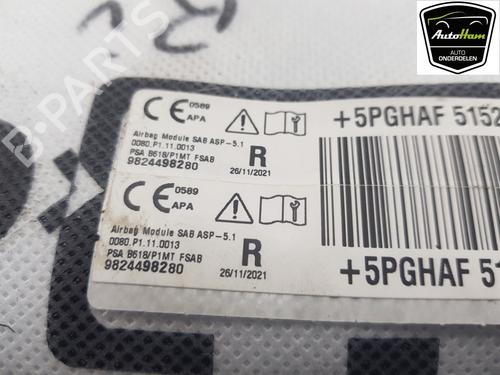 AutoHam
AUTO
ONDERDELEN
R
B-PARTS
CE 0589
APA
Airbag Module SAB ASP-5.1
0080.P1.11.0013
PSA B618/P1MT FSAB
9824498280
R
26/11/2021
+5PGHAF 5152
CE 0589
APA
Airbag Module SAB ASP-5.1
0080.P1.11.0013
PSA B618/P1MT FSAB
9824498280
R
26/11/2021
+5PGHAF 51